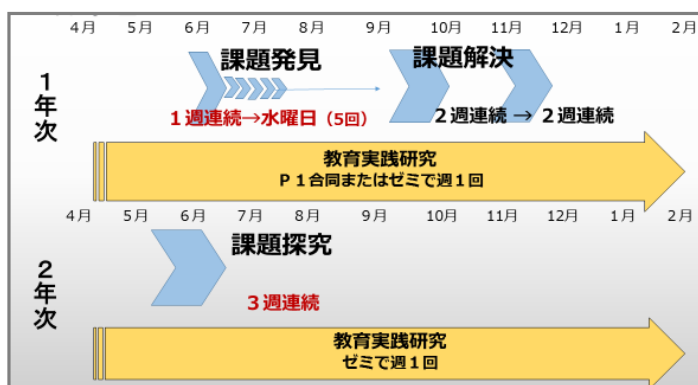 4月 5月 6月 7月 8月 9月 10月 11月 12月 1月 2月
1年次
課題発見 課題解決
1週連続→水曜日（5回） 2週連続 → 2週連続
教育実践研究
P1合同またはゼミで週1回
4月 5月 6月 7月 8月 9月 10月 11月 12月 1月 2月
2年次
課題探究
3週連続
教育実践研究
ゼミで週1回